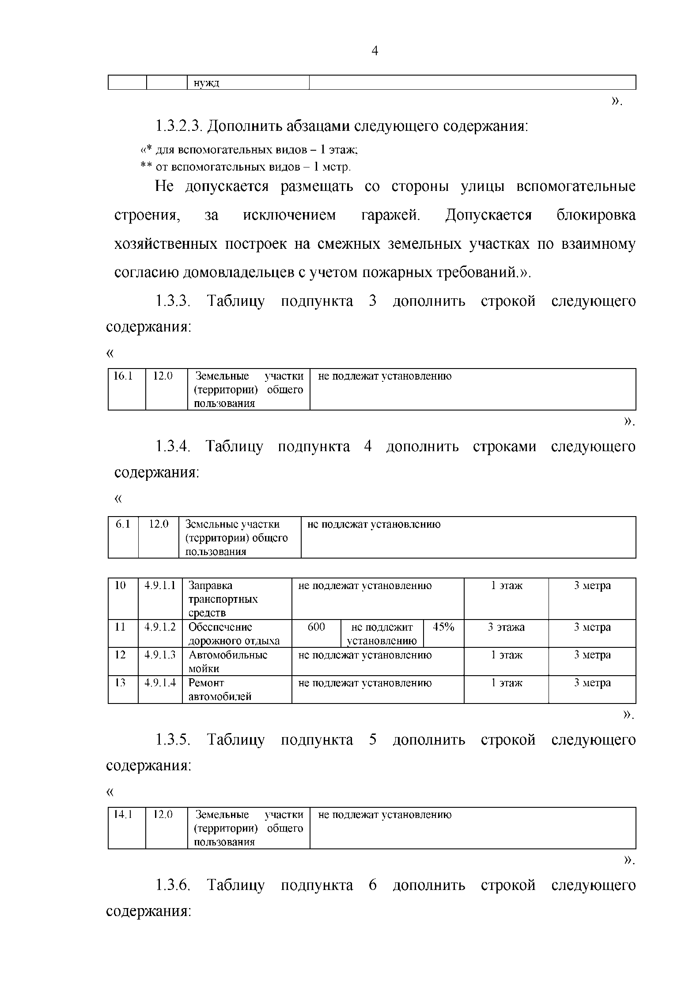 4
нужд
».
1.3.2.3. Дополнить абзацами следующего содержания:
«* для вспомогательных видов – 1 этаж;
** от вспомогательных видов – 1 метр.
Не допускается размещать со стороны улицы вспомогательные
строения, за исключением гаражей. Допускается блокировка
хозяйственных построек на смежных земельных участках по взаимному
согласию домовладельцев с учетом пожарных требований.».
1.3.3. Таблицу подпункта 3 дополнить строкой следующего
содержания:
«
16.1 12.0 Земельные участки не подлежат установлению
(территории) общего
пользования
».
1.3.4. Таблицу подпункта 4 дополнить строками следующего
содержания:
«
6.1 12.0 Земельные участки не подлежат установлению
(территории) общего
пользования
10 4.9.1.1 Заправка не подлежат установлению 1 этаж 3 метра
транспортных
средств
11 4.9.1.2 Обеспечение 600 не подлежит 45% 3 этажа 3 метра
дорожного отдыха установлению
12 4.9.1.3 Автомобильные не подлежат установлению 1 этаж 3 метра
мойки
13 4.9.1.4 Ремонт не подлежат установлению 1 этаж 3 метра
автомобилей
».
1.3.5. Таблицу подпункта 5 дополнить строкой следующего
содержания:
«
14.1 12.0 Земельные участки не подлежат установлению
(территории) общего
пользования
».
1.3.6. Таблицу подпункта 6 дополнить строкой следующего
содержания: